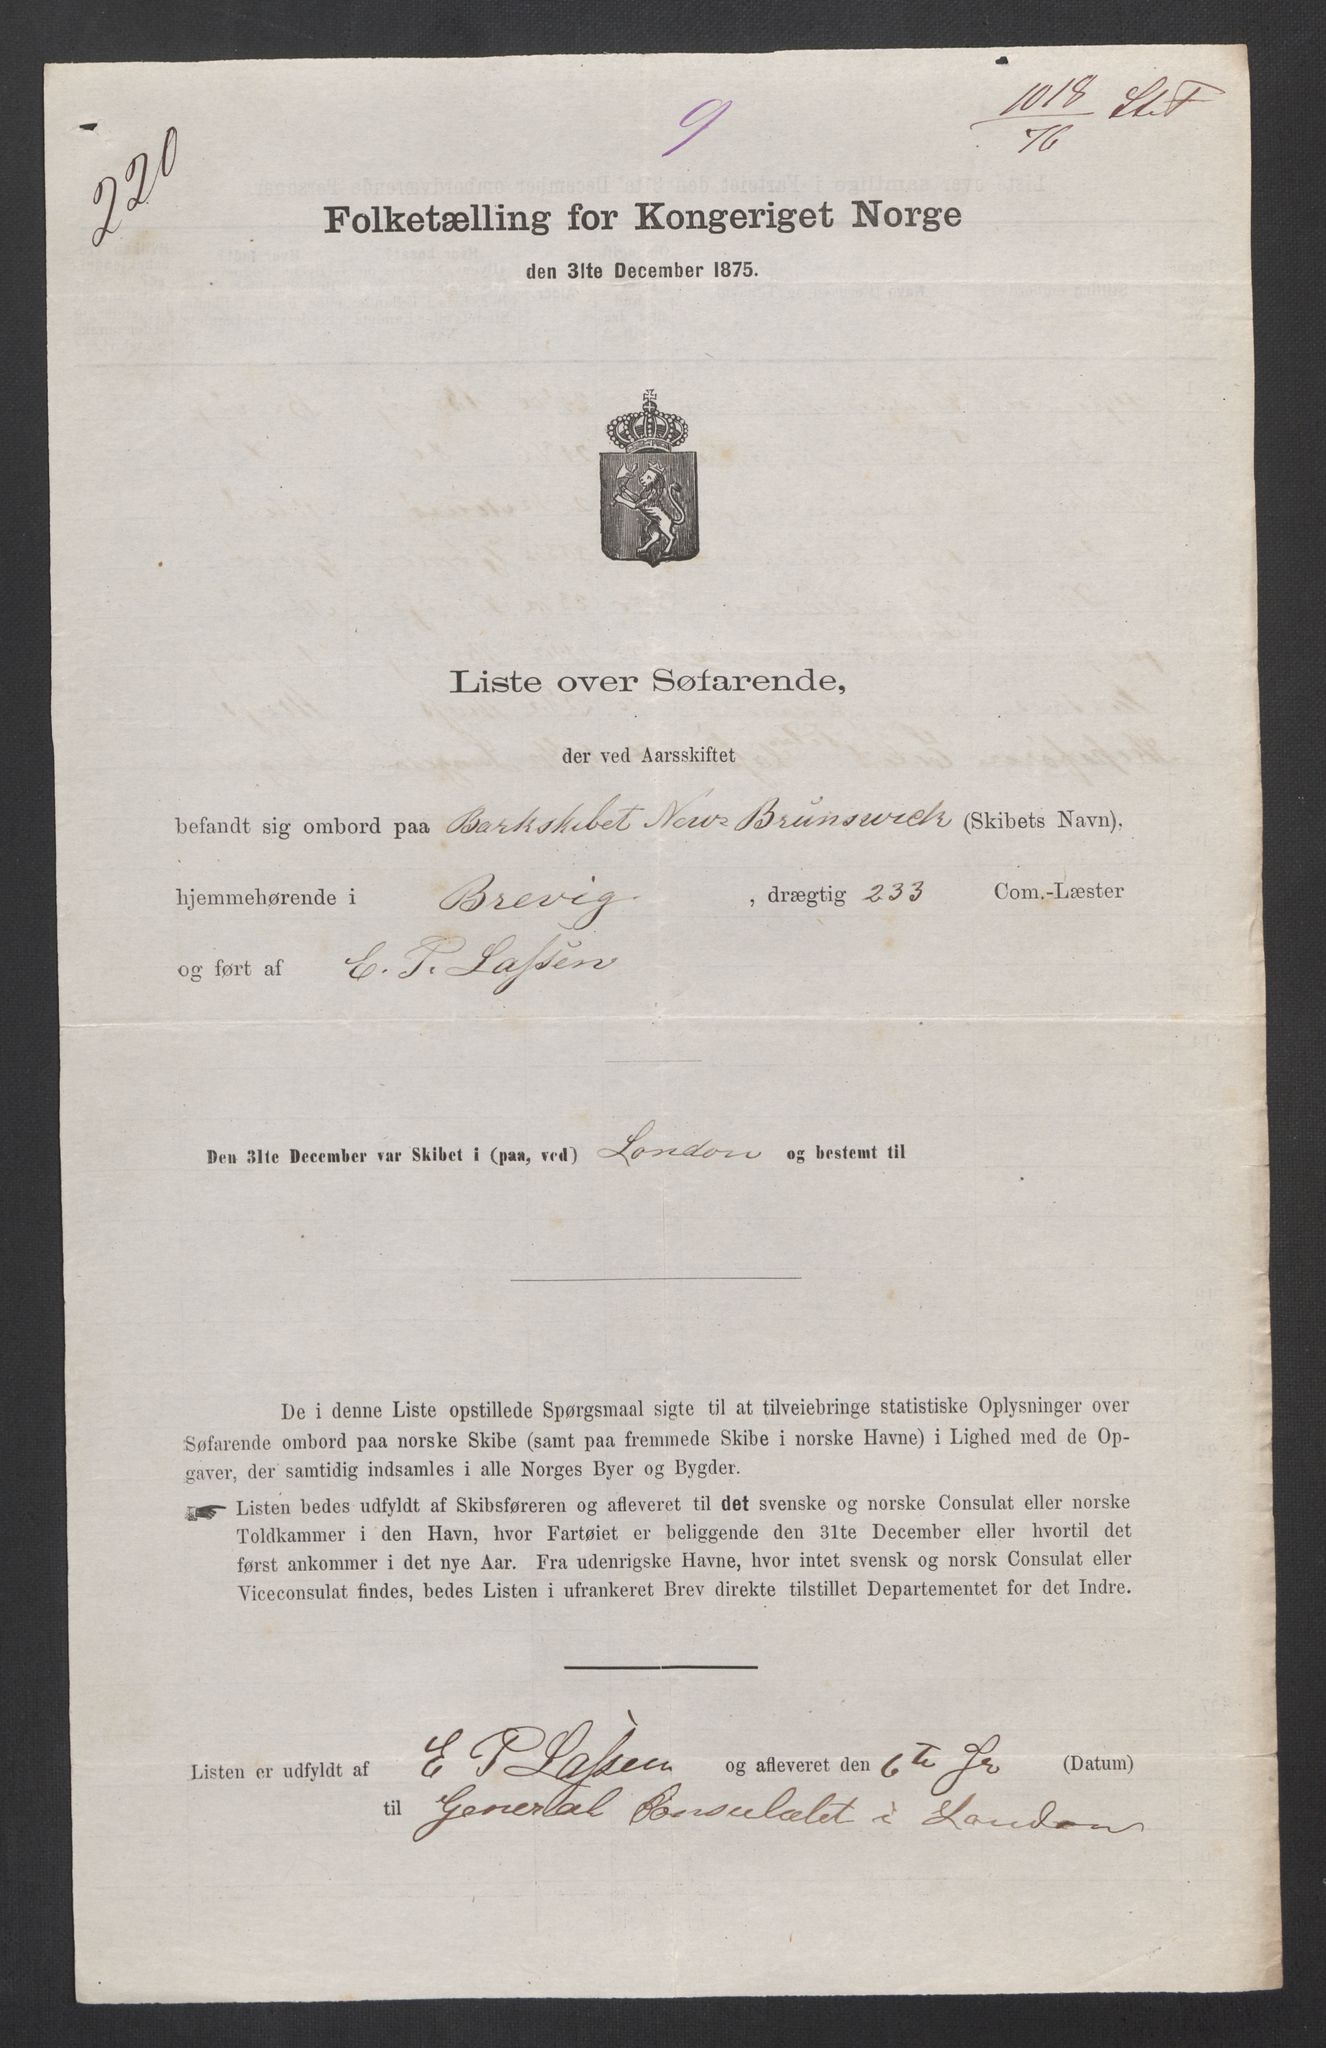 220
9
1018 Stat
76
Folketælling for Kongeriget Norge
den 31te December 1875.
Liste over Søfarende,
der ved Aarsskiftet
befandt sig ombord paa Barkskibet New Brunswick (Skibets Navn),
hjemmehørende i Brevig , drægtig 233 Com.-Læster
og ført af E. P. Lassen
Den 31te December var Skibet i (paa, ved) London og bestemt til
De i denne Liste opstillede Spørgsmaal sigte til at tilveiebringe statistiske Oplysninger over
Søfarende ombord paa norske Skibe (samt paa fremmede Skibe i norske Havne) i Lighed med de Op-
gaver, der samtidig indsamles i alle Norges Byer og Bygder.
☛ Listen bedes udfyldt af Skibsføreren og afleveret til det svenske og norske Consulat eller norske
Toldkammer i den Havn, hvor Fartøiet er beliggende den 31te December eller hvortil det
først ankommer i det nye Aar. Fra udenrigske Havne, hvor intet svensk og norsk Consulat eller
Viceconsulat findes, bedes Listen i ufrankeret Brev direkte tilstillet Departementet for det Indre.
Listen er udfyldt af E P Lassen og afleveret den 6te Jr (Datum)
til General Consulatet i London